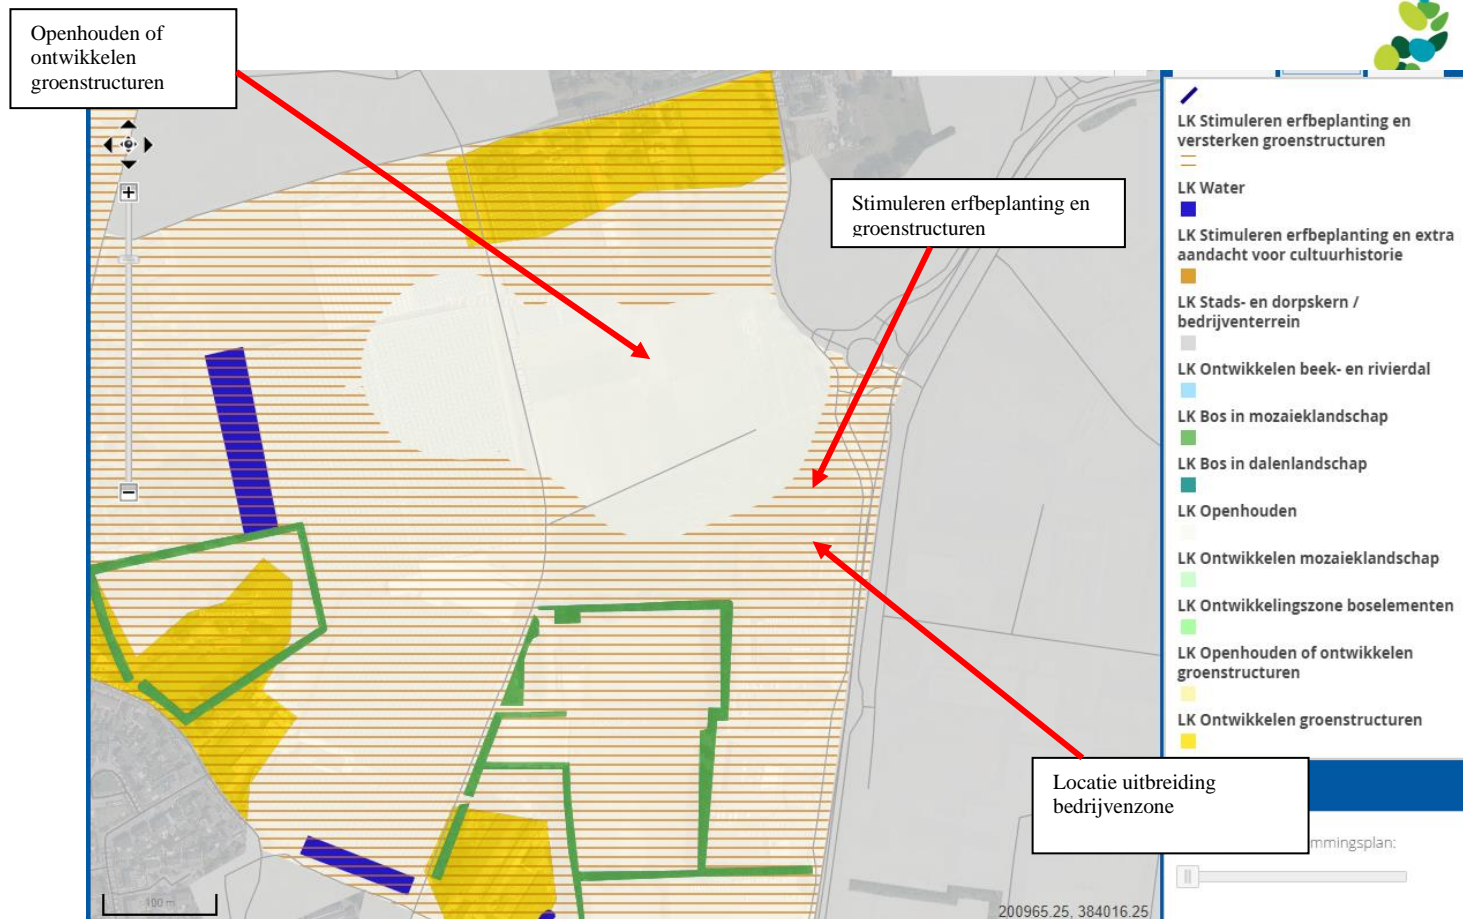 Openhouden of
ontwikkelen
groenstructuren
Stimuleren erfbeplanting en
groenstructuren
Locatie uitbreiding
bedrijvenzone
LK Stimuleren erfbeplanting en
versterken groenstructuren
LK Water
LK Stimuleren erfbeplanting en extra
aandacht voor cultuurhistorie
LK Stads- en dorpskern /
bedrijventerrein
LK Ontwikkelen beek- en rivierdal
LK Bos in mozaieklandschap
LK Bos in dalenlandschap
LK Openhouden
LK Ontwikkelen mozaieklandschap
LK Ontwikkelingszone boselementen
LK Openhouden of ontwikkelen
groenstructuren
LK Ontwikkelen groenstructuren
mmingsplan:
100 m
200965.25, 384016.25